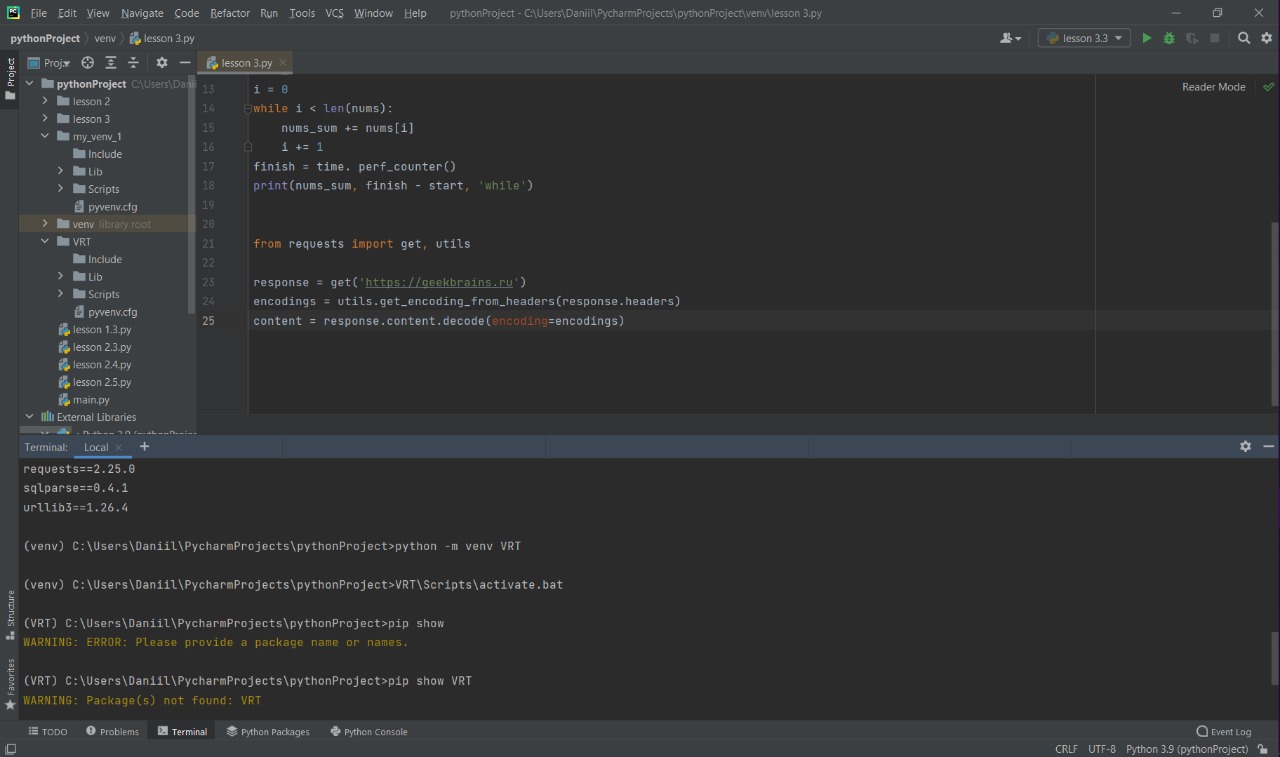 File Edit View Navigate Code Refactor Run Tools VCS Window Help pythonProject - C:\Users\Daniil\PycharmProjects\pythonProject\venv\lesson 3.py
pythonProject venv lesson 3.py lesson 3.3
Project
Proj... lesson 3.py
pythonProject C:\Users\Dani
lesson 2
lesson 3
my_venv_1
Include
Lib
Scripts
pyvenv.cfg
venv library root
VRT
Include
Lib
Scripts
pyvenv.cfg
lesson 1.3.py
lesson 2.3.py
lesson 2.4.py
lesson 2.5.py
main.py
External Libraries
Reader Mode
13 i = 0
14 while i < len(nums):
15 nums_sum += nums[i]
16 i += 1
17 finish = time. perf_counter()
18 print(nums_sum, finish - start, 'while')
19
20
21 from requests import get, utils
22
23 response = get('https://geekbrains.ru')
24 encodings = utils.get_encoding_from_headers(response.headers)
25 content = response.content.decode(encoding=encodings)
Terminal: Local
requests==2.25.0
sqlparse==0.4.1
urllib3==1.26.4
(venv) C:\Users\Daniil\PycharmProjects\pythonProject>python -m venv VRT
(venv) C:\Users\Daniil\PycharmProjects\pythonProject>VRT\Scripts\activate.bat
(VRT) C:\Users\Daniil\PycharmProjects\pythonProject>pip show
WARNING: ERROR: Please provide a package name or names.
(VRT) C:\Users\Daniil\PycharmProjects\pythonProject>pip show VRT
WARNING: Package(s) not found: VRT
Structure
Favorites
TODO Problems Terminal Python Packages Python Console Event Log
CRLF UTF-8 Python 3.9 (pythonProject)